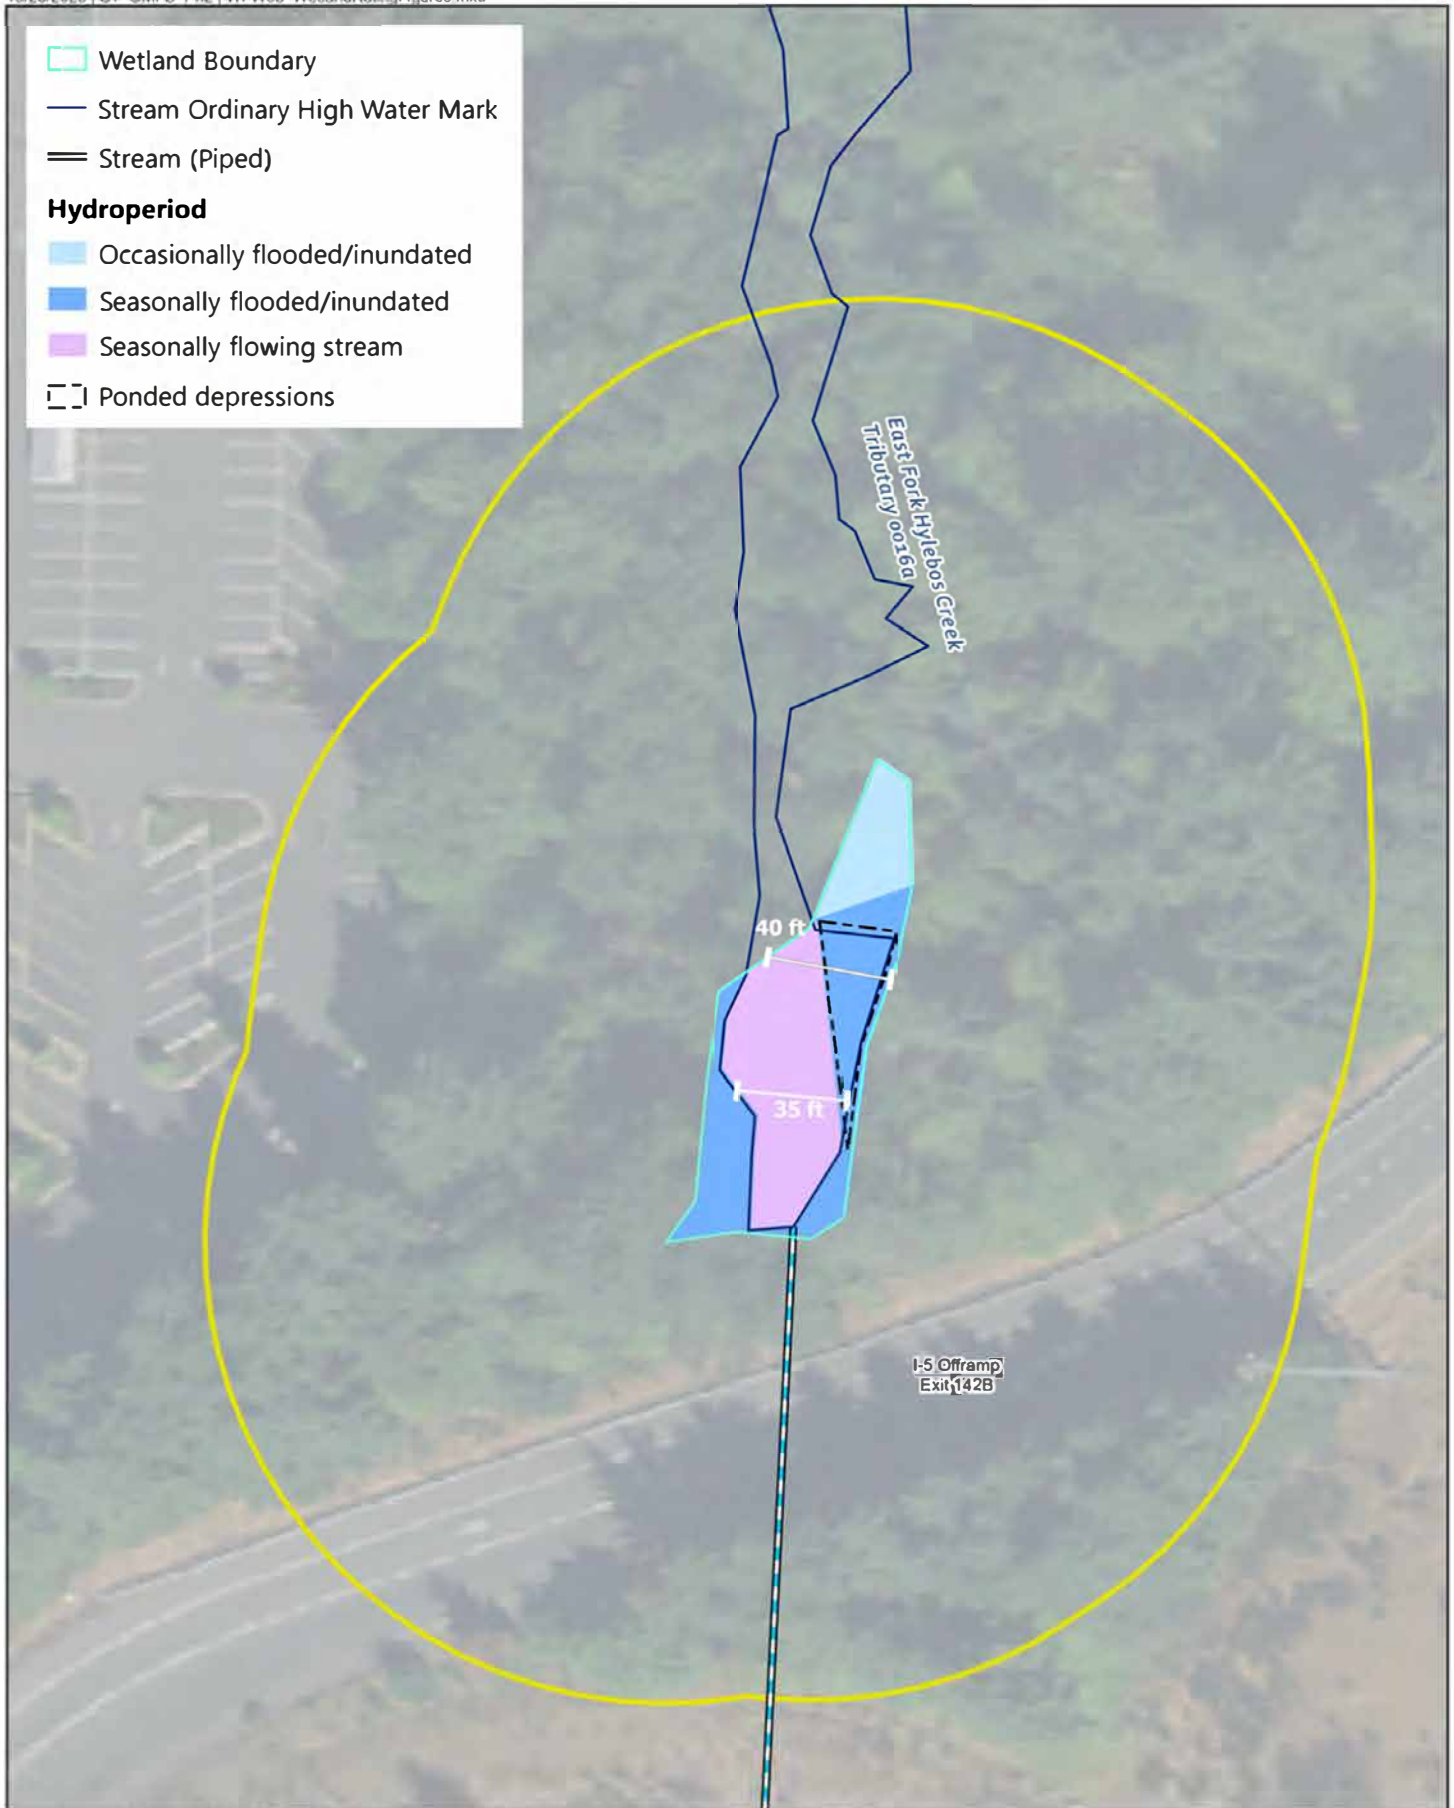 Wetland Boundary
Stream Ordinary High Water Mark
Stream (Piped)
Hydroperiod
Occasionally flooded/inundated
Seasonally flooded/inundated
Seasonally flowing stream
Ponded depressions
East Fork Hylebos Creek
Tributary 0016a
40 ft
35 ft
I-5 Offramp
Exit 142B